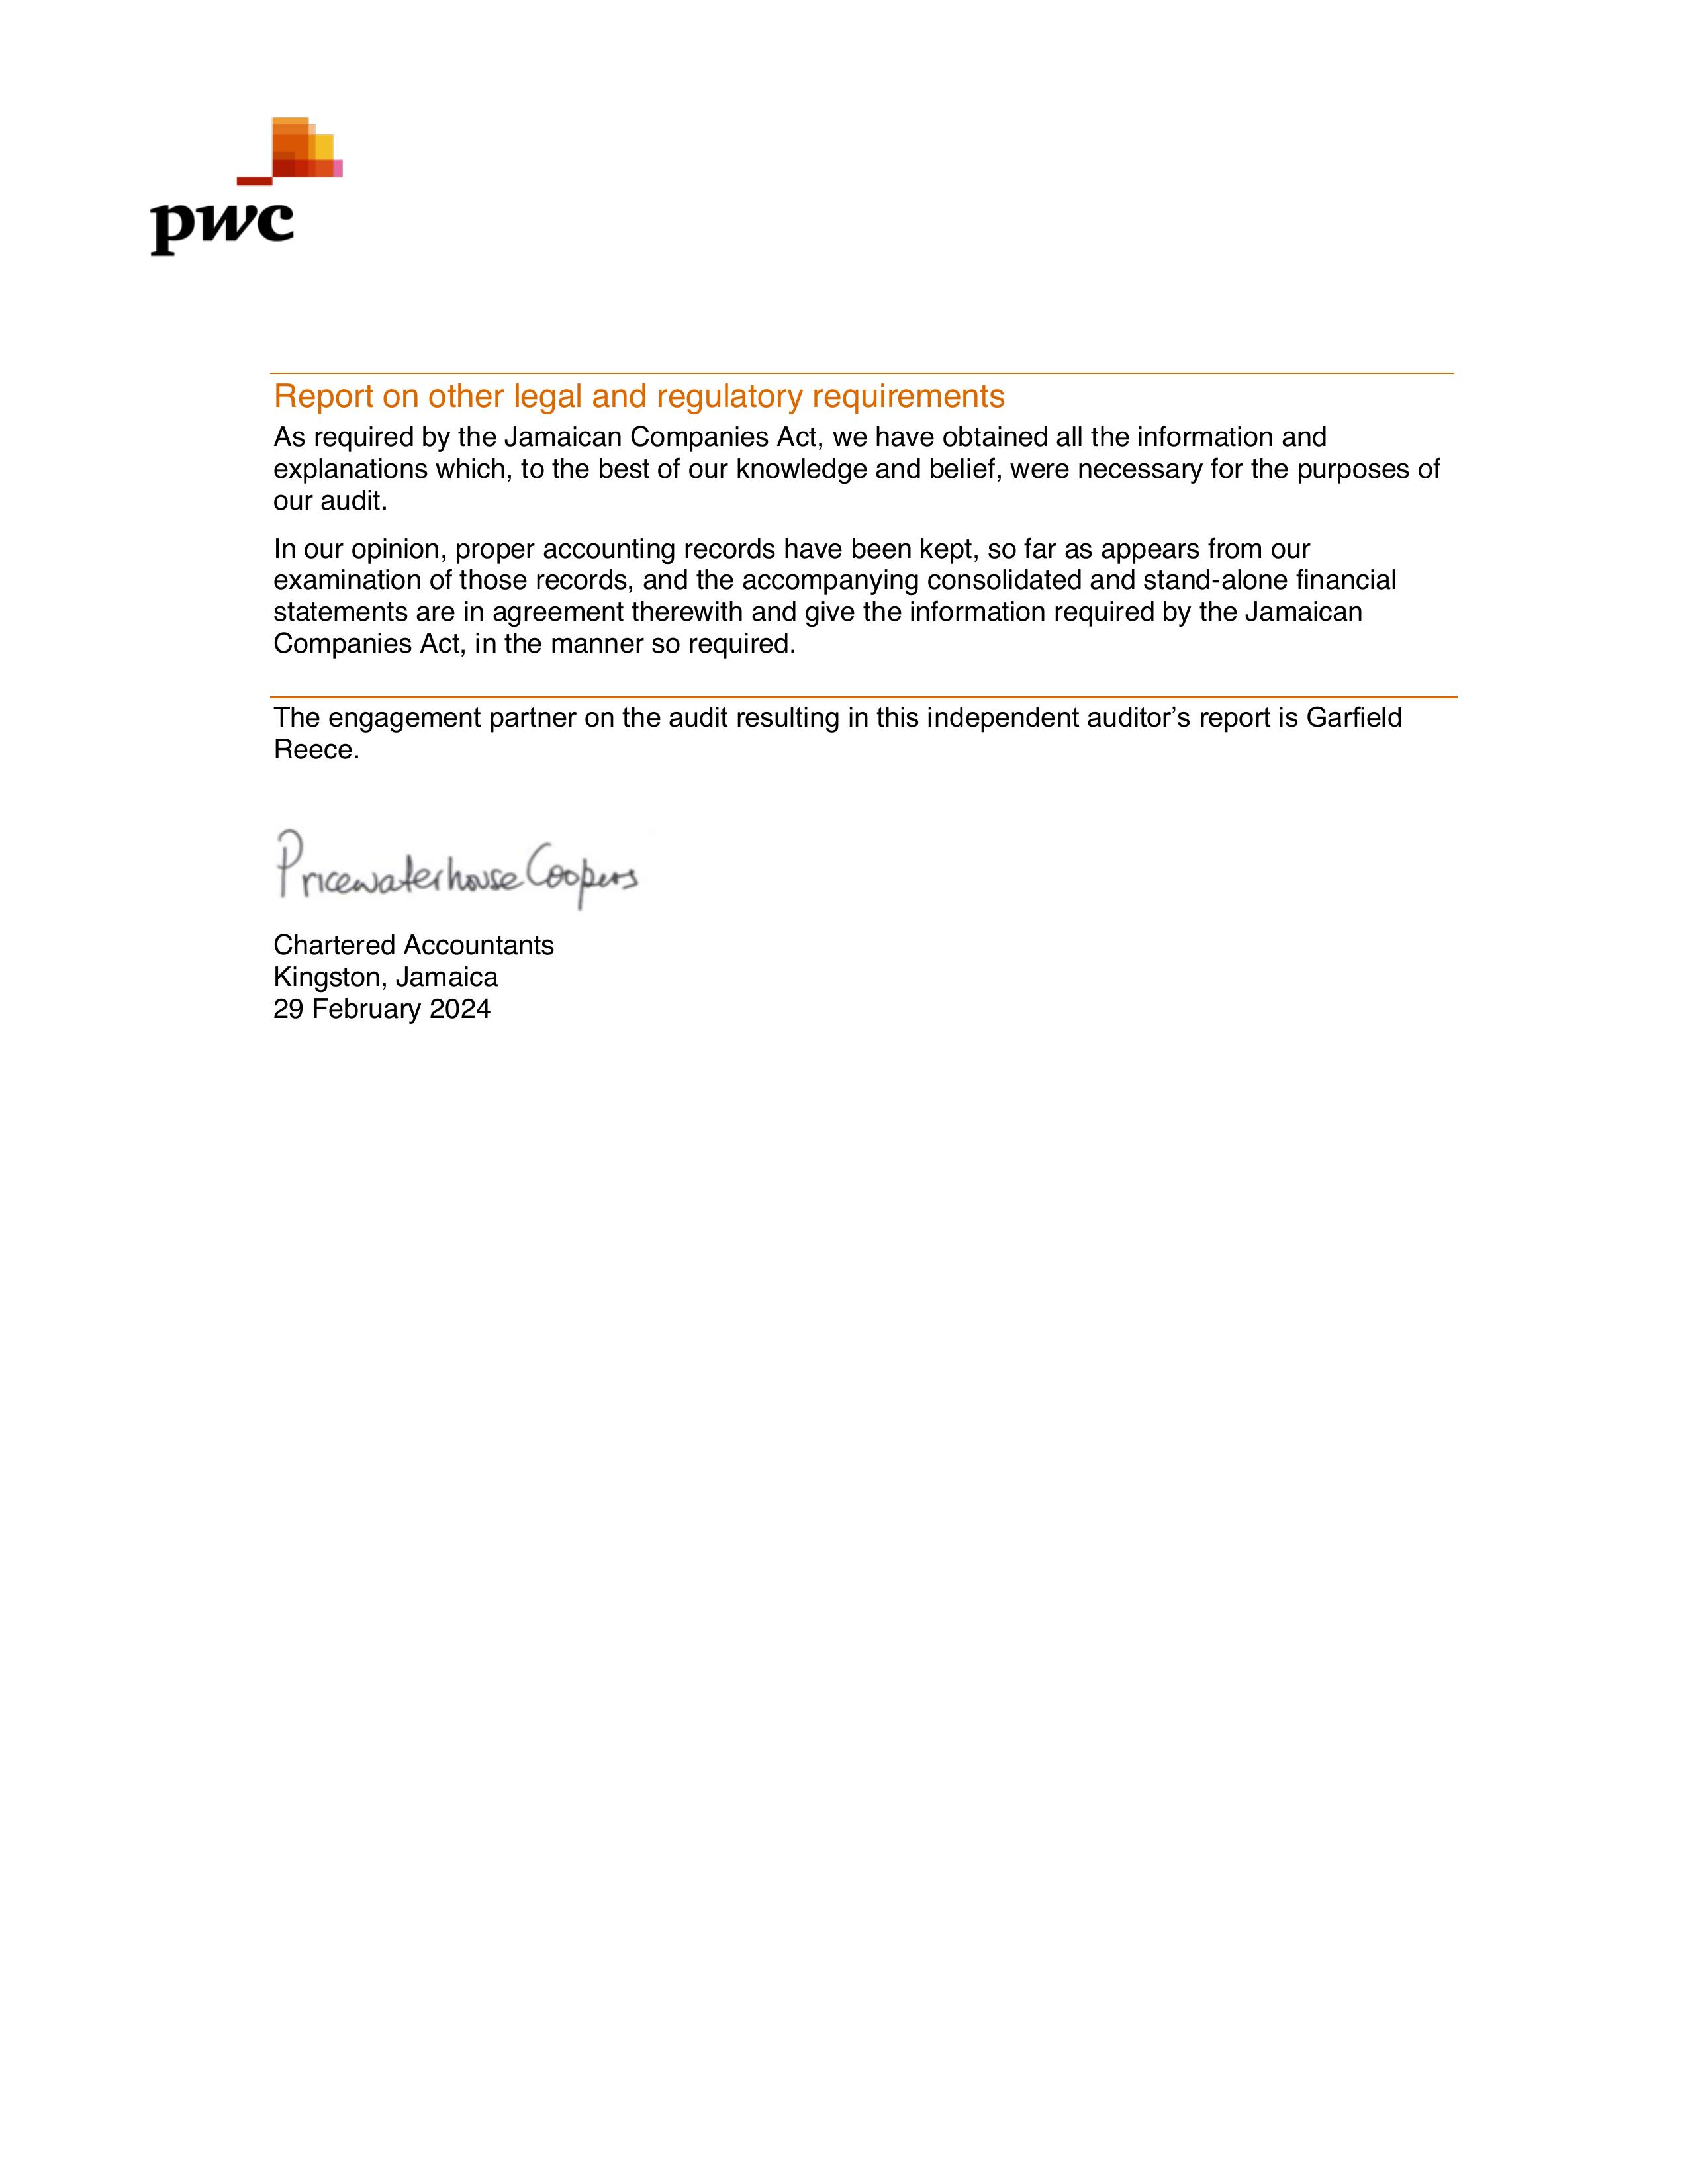 pwc
Report on other legal and regulatory requirements
As required by the Jamaican Companies Act, we have obtained all the information and
explanations which, to the best of our knowledge and belief, were necessary for the purposes of
our audit.
In our opinion, proper accounting records have been kept, so far as appears from our
examination of those records, and the accompanying consolidated and stand-alone financial
statements are in agreement therewith and give the information required by the Jamaican
Companies Act, in the manner so required.
The engagement partner on the audit resulting in this independent auditor’s report is Garfield
Reece.
PricewaterhouseCoopers
Chartered Accountants
Kingston, Jamaica
29 February 2024